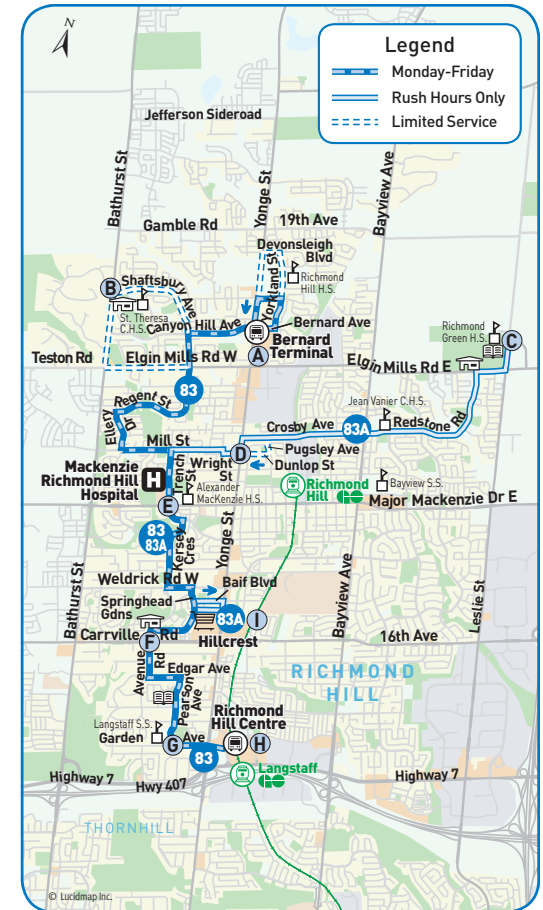 N
Legend
Monday-Friday
Rush Hours Only
Limited Service
Jefferson Sideroad
Bathurst St
Yonge St
Bayview Ave
Gamble Rd
19th Ave
Devonsleigh
Blvd
Yorkland St
Richmond
Hill H.S.
B
Shaftsbury Ave
St. Theresa
C.H.S.
Canyon Hill Ave
Bernard Ave
Bernard
Terminal
A
Richmond
Green H.S.
C
Teston Rd
Elgin Mills Rd W
Elgin Mills Rd E
83
Regent St
Ellery
Dr
Jean Vanier C.H.S.
Crosby Ave
83A
Redstone Rd
Mill St
D
Pugsley Ave
Dunlop St
Wright
St
Trench
St
Mackenzie
Richmond Hill
Hospital
H
Alexander
MacKenzie H.S.
Richmond
Hill
GO
Bayview S.S.
E
Major Mackenzie Dr E
83
83A
Kersey
Cres
Yonge St
Weldrick Rd W
Baif Blvd
Springhead
Gdns
83A
I
Hillcrest
Bathurst St
Bayview Ave
Leslie St
Carrville Rd
F
16th Ave
Avenue
Rd
Edgar Ave
Pearson
Ave
RICHMOND
HILL
Richmond
Hill Centre
Langstaff S.S.
Garden Ave
G
H
83
Langstaff
GO
Highway 7
Hwy 407
Highway 7
THORNHILL
© Lucidmap Inc.